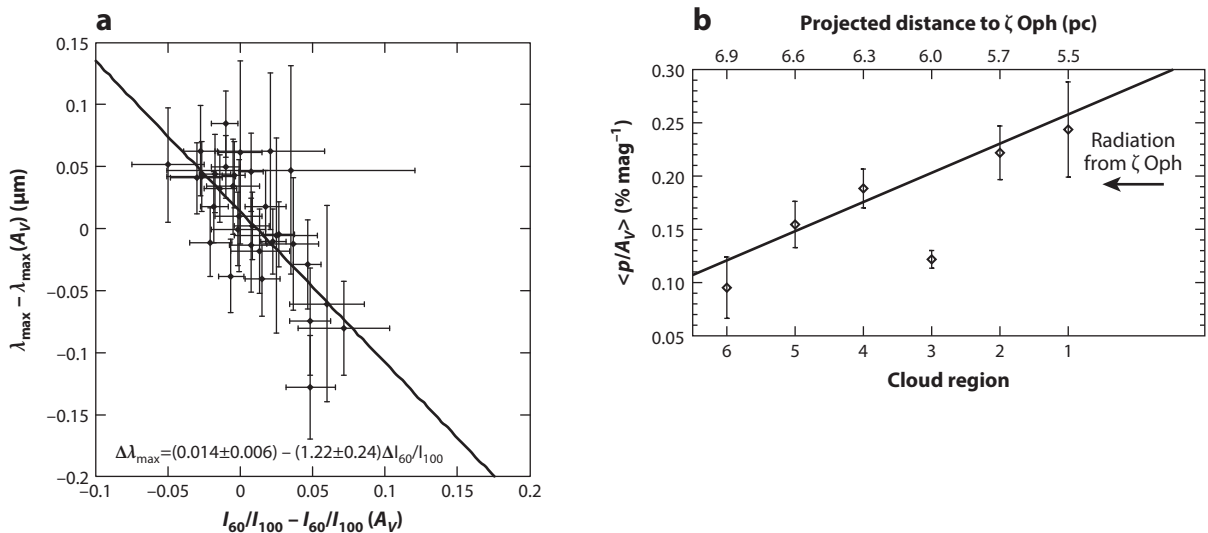 a
0.15
0.1
0.05
0
−0.05
−0.1
−0.15
−0.2
λmax − λmax(AV) (μm)
Δλmax=(0.014±0.006) − (1.22±0.24)ΔI60/I100
−0.1
−0.05
0
0.05
0.10
0.15
0.2
I60/I100 − I60/I100 (AV)
b
Projected distance to ζ Oph (pc)
6.9 6.6 6.3 6.0 5.7 5.5
0.30
0.25
0.20
0.15
0.10
0.05
<p/AV> (% mag−1)
Radiation
from ζ Oph
6 5 4 3 2 1
Cloud region